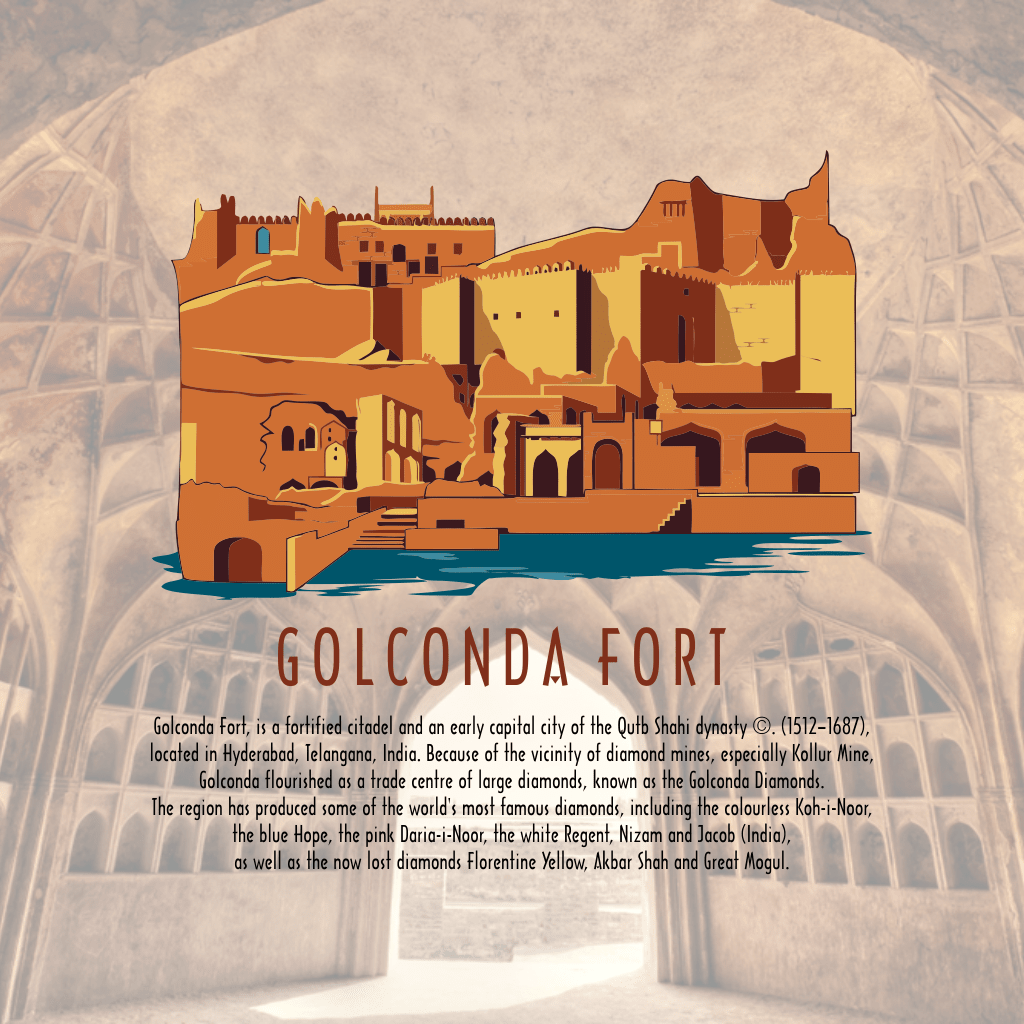 GOLCONDA FORT
Golconda Fort, is a fortified citadel and an early capital city of the Qutb Shahi dynasty ©. (1512–1687),
located in Hyderabad, Telangana, India. Because of the vicinity of diamond mines, especially Kollur Mine,
Golconda flourished as a trade centre of large diamonds, known as the Golconda Diamonds.
The region has produced some of the world's most famous diamonds, including the colourless Koh-i-Noor,
the blue Hope, the pink Daria-i-Noor, the white Regent, Nizam and Jacob (India),
as well as the now lost diamonds Florentine Yellow, Akbar Shah and Great Mogul.